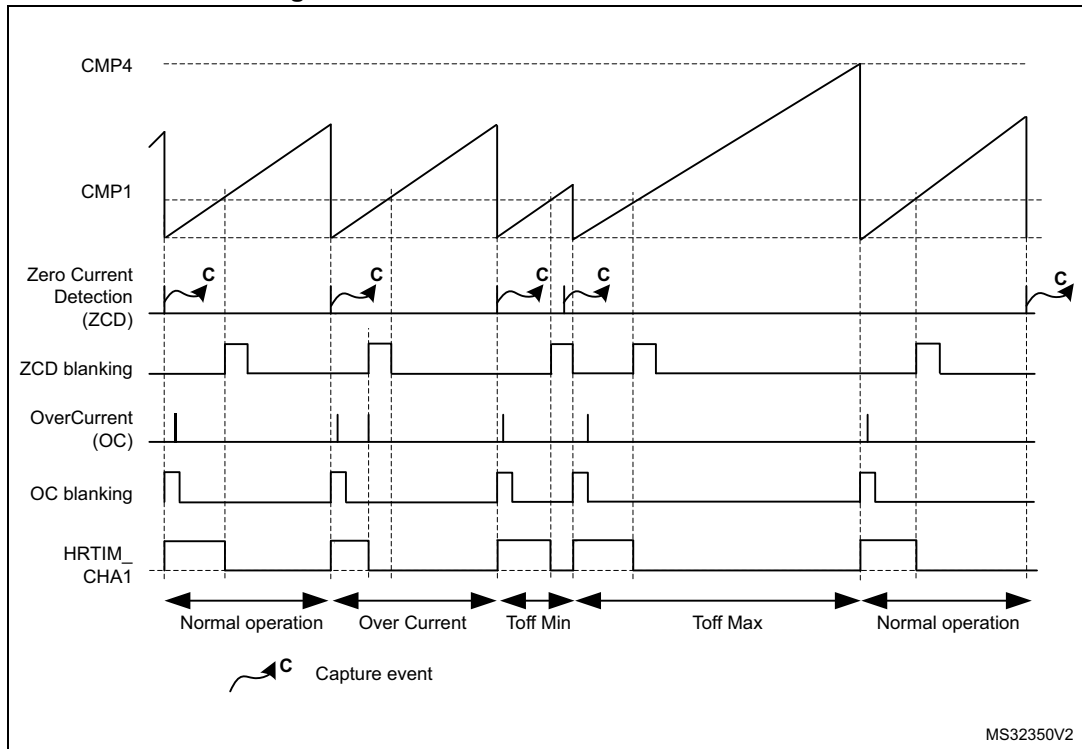 CMP4
CMP1
Zero Current
Detection
(ZCD)
C
C
C
C
C
ZCD blanking
OverCurrent
(OC)
OC blanking
HRTIM_
CHA1
Normal operation
Over Current
Toff Min
Toff Max
Normal operation
C
Capture event
MS32350V2